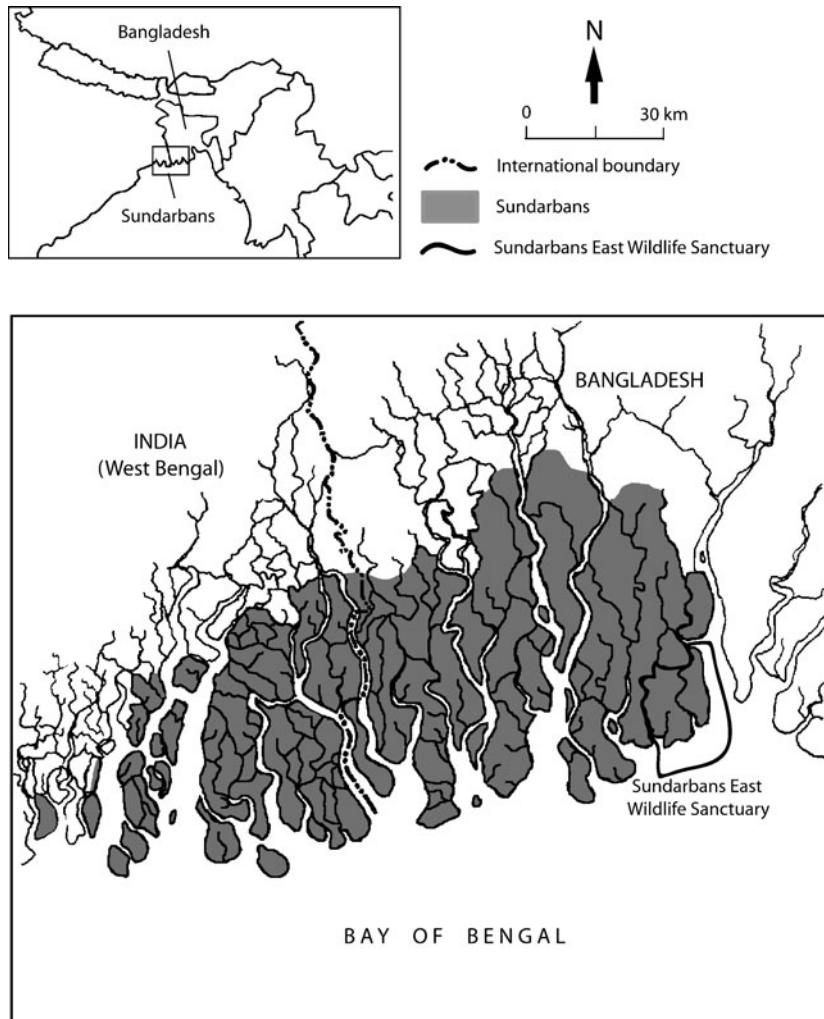 Bangladesh
Sundarbans
N
0 30 km
International boundary
Sundarbans
Sundarbans East Wildlife Sanctuary
INDIA
(West Bengal)
BANGLADESH
Sundarbans East
Wildlife Sanctuary
BAY OF BENGAL